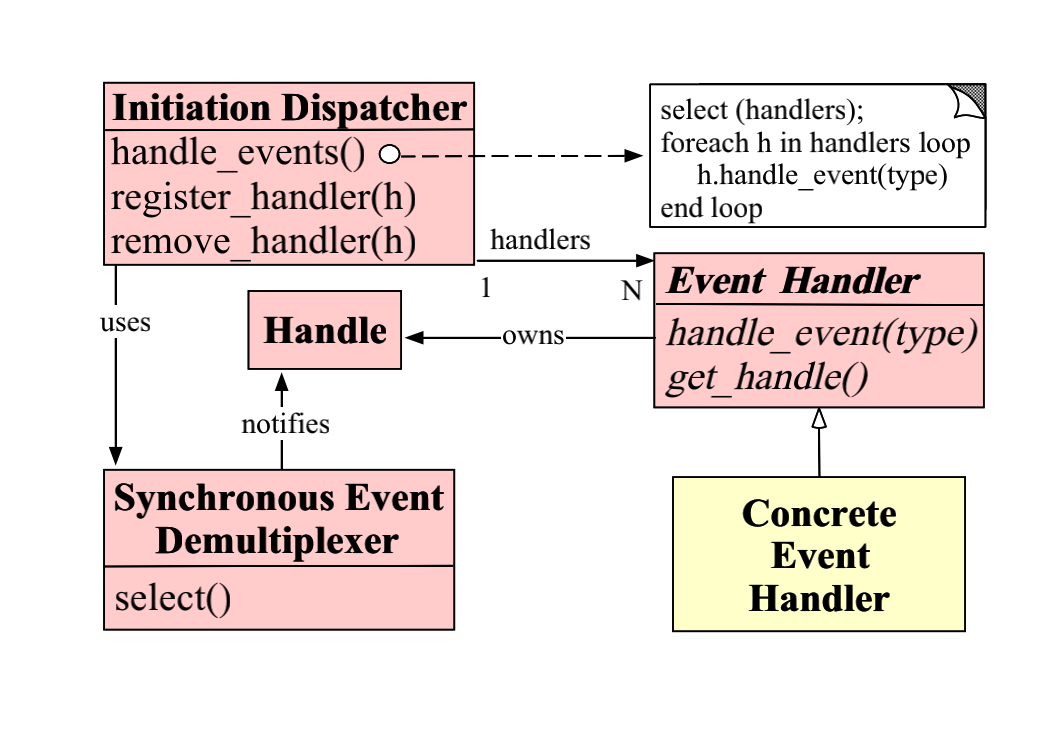 Initiation Dispatcher
handle_events()
register_handler(h)
remove_handler(h)
select (handlers);
foreach h in handlers loop
h.handle_event(type)
end loop
handlers
1
N
Event Handler
handle_event(type)
get_handle()
uses
Handle
owns
notifies
Synchronous Event
Demultiplexer
select()
Concrete
Event
Handler